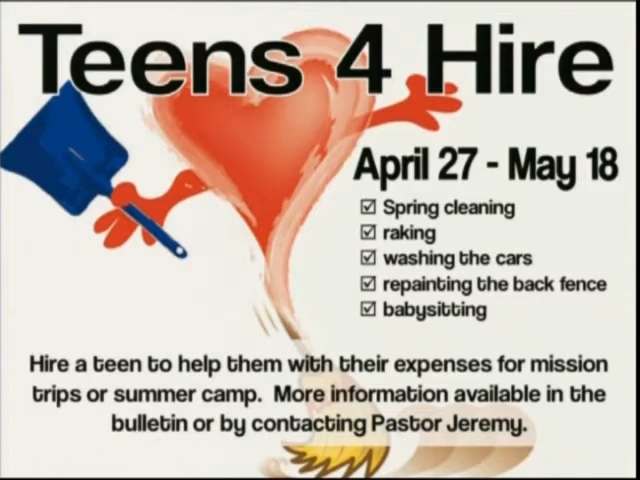 Teens 4 Hire
April 27 - May 18
☑ Spring cleaning
☑ raking
☑ washing the cars
☑ repainting the back fence
☑ babysitting
Hire a teen to help them with their expenses for mission
trips or summer camp. More information available in the
bulletin or by contacting Pastor Jeremy.